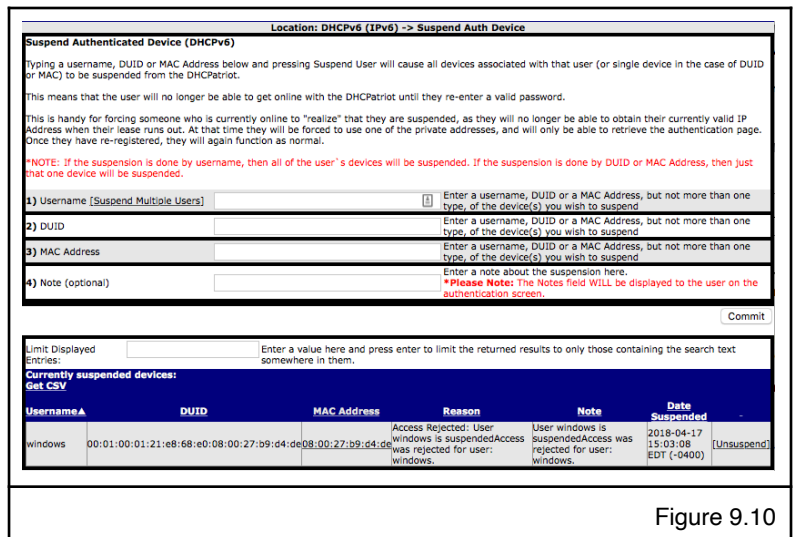 Location: DHCPv6 (IPv6) -> Suspend Auth Device
Suspend Authenticated Device (DHCPv6)
Typing a username, DUID or MAC Address below and pressing Suspend User will cause all devices associated with that user (or single device in the case of DUID
or MAC) to be suspended from the DHCPatriot.
This means that the user will no longer be able to get online with the DHCPatriot until they re-enter a valid password.
This is handy for forcing someone who is currently online to "realize" that they are suspended, as they will no longer be able to obtain their currently valid IP
Address when their lease runs out. At that time they will be forced to use one of the private addresses, and will only be able to retrieve the authentication page.
Once they have re-registered, they will again function as normal.
*NOTE: If the suspension is done by username, then all of the user`s devices will be suspended. If the suspension is done by DUID or MAC Address, then just
that one device will be suspended.
1) Username [Suspend Multiple Users]
Enter a username, DUID or a MAC Address, but not more than one
type, of the device(s) you wish to suspend
2) DUID
Enter a username, DUID or a MAC Address, but not more than one
type, of the device(s) you wish to suspend
3) MAC Address
Enter a username, DUID or a MAC Address, but not more than one
type, of the device(s) you wish to suspend
4) Note (optional)
Enter a note about the suspension here.
*Please Note: The Notes field WILL be displayed to the user on the
authentication screen.
Commit
Limit Displayed
Entries:
Enter a value here and press enter to limit the returned results to only those containing the search text
somewhere in them.
Currently suspended devices:
Get CSV
Username▲ DUID MAC Address Reason Note Date
Suspended -
windows 00:01:00:01:21:e8:68:e0:08:00:27:b9:d4:de 08:00:27:b9:d4:de
Access Rejected: User
windows is suspendedAccess
was rejected for user:
windows.
User windows is
suspendedAccess was
rejected for user:
windows.
2018-04-17
15:03:08
EDT (-0400)
[Unsuspend]
Figure 9.10